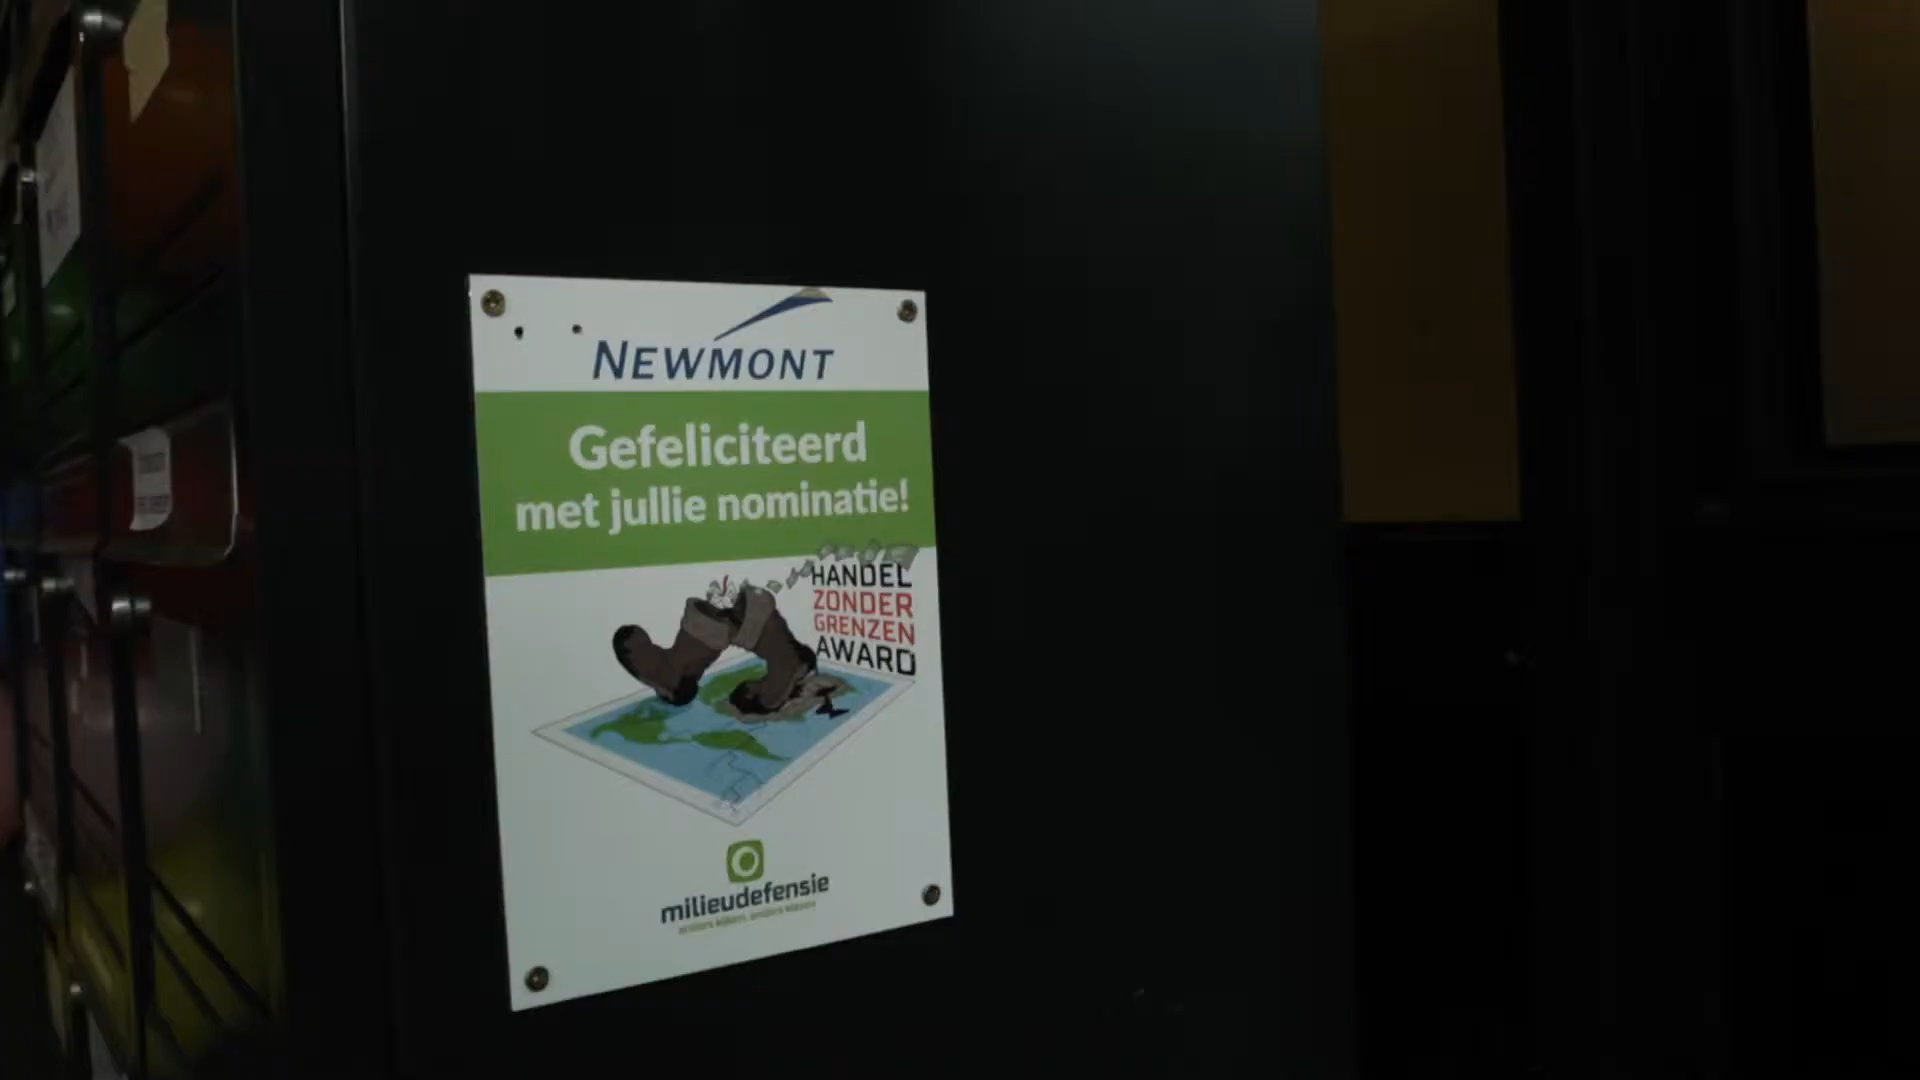 NEWMONT
Gefeliciteerd
met jullie nominatie!
HANDEL
ZONDER
GRENZEN
AWARD
milieudefensie